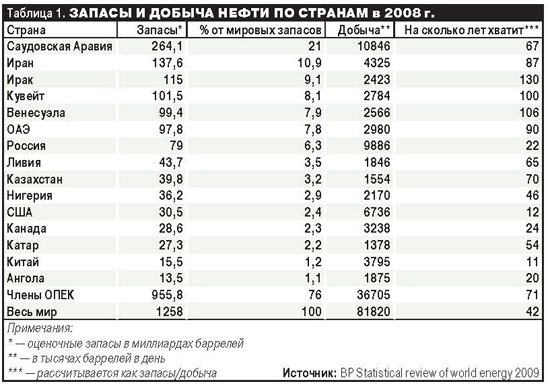 Таблица 1. ЗАПАСЫ И ДОБЫЧА НЕФТИ ПО СТРАНАМ в 2008 г.
Страна Запасы* % от мировых запасов Добыча** На сколько лет хватит***
Саудовская Аравия 264,1 21 10846 67
Иран 137,6 10,9 4325 87
Ирак 115 9,1 2423 130
Кувейт 101,5 8,1 2784 100
Венесуэла 99,4 7,9 2566 106
ОАЭ 97,8 7,8 2980 90
Россия 79 6,3 9886 22
Ливия 43,7 3,5 1846 65
Казахстан 39,8 3,2 1554 70
Нигерия 36,2 2,9 2170 46
США 30,5 2,4 6736 12
Канада 28,6 2,3 3238 24
Катар 27,3 2,2 1378 54
Китай 15,5 1,2 3795 11
Ангола 13,5 1,1 1875 20
Члены ОПЕК 955,8 76 36705 71
Весь мир 1258 100 81820 42
Примечания:
* — оценочные запасы в миллиардах баррелей
** — в тысячах баррелей в день
*** — рассчитывается как запасы/добыча Источник: BP Statistical review of world energy 2009